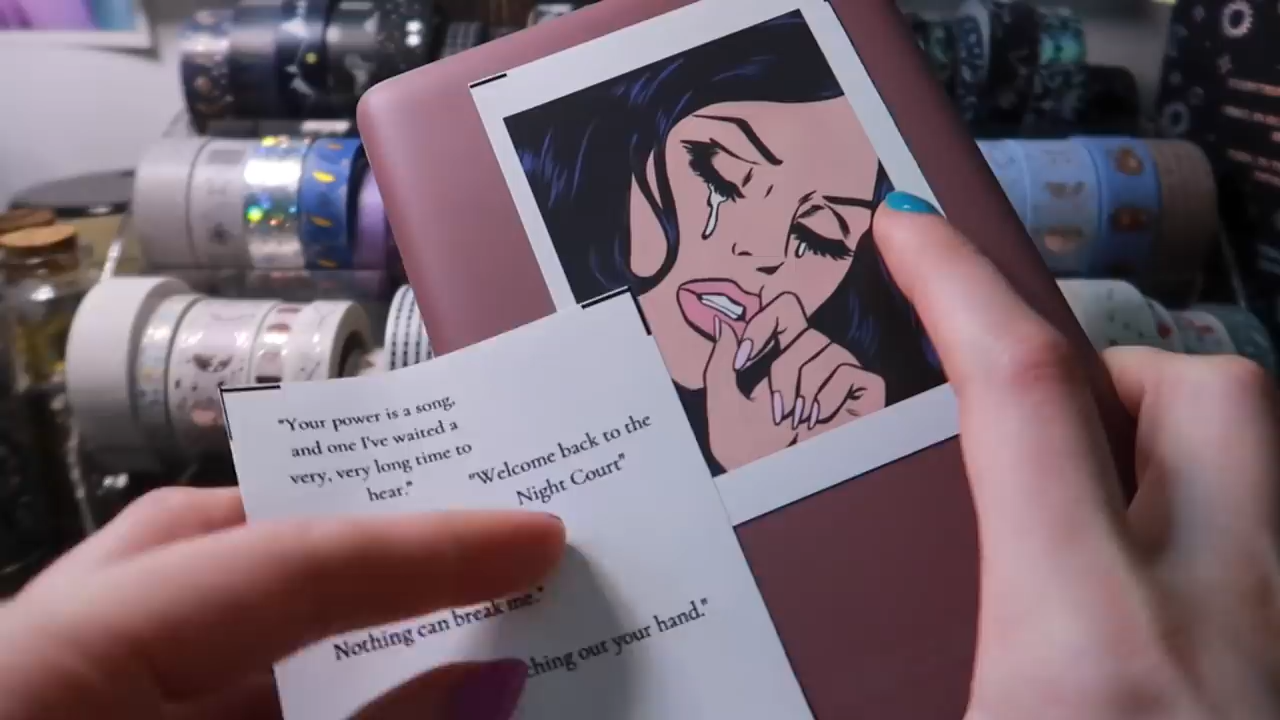 "Your power is a song,
and one I've waited a
very, very long time to
hear."
"Welcome back to the
Night Court"
Nothing can break me."
out your hand."